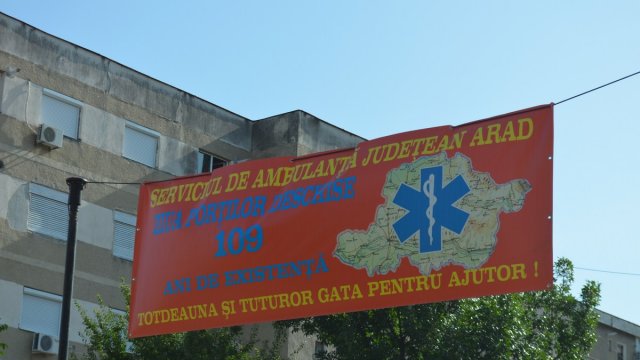 SERVICIUL DE AMBULANȚĂ JUDEȚEAN ARAD
ZIUA PORȚILOR DESCHISE
109
ANI DE EXISTENȚĂ
TOTDEAUNA ȘI TUTUROR GATA PENTRU AJUTOR !